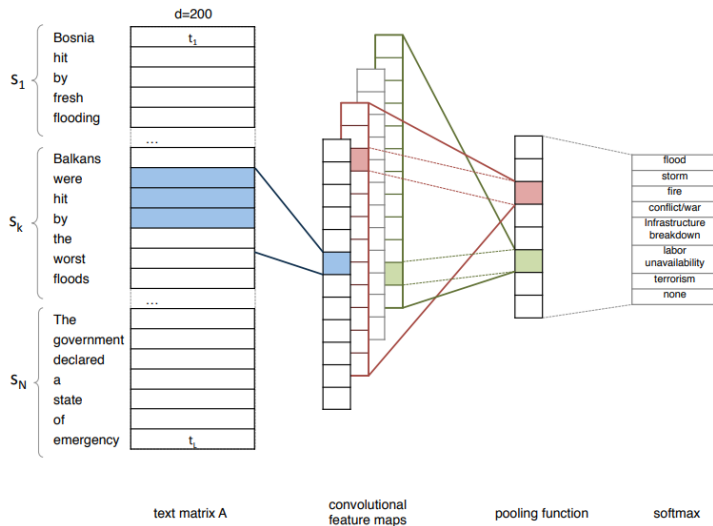 d=200
S1
Bosnia
t1
hit
by
fresh
flooding
...
Sk
Balkans
were
hit
by
the
worst
floods
...
SN
The
government
declared
a
state
of
emergency
tL
flood
storm
fire
conflict/war
Infrastructure
breakdown
labor
unavailability
terrorism
none
text matrix A
convolutional
feature maps
pooling function
softmax